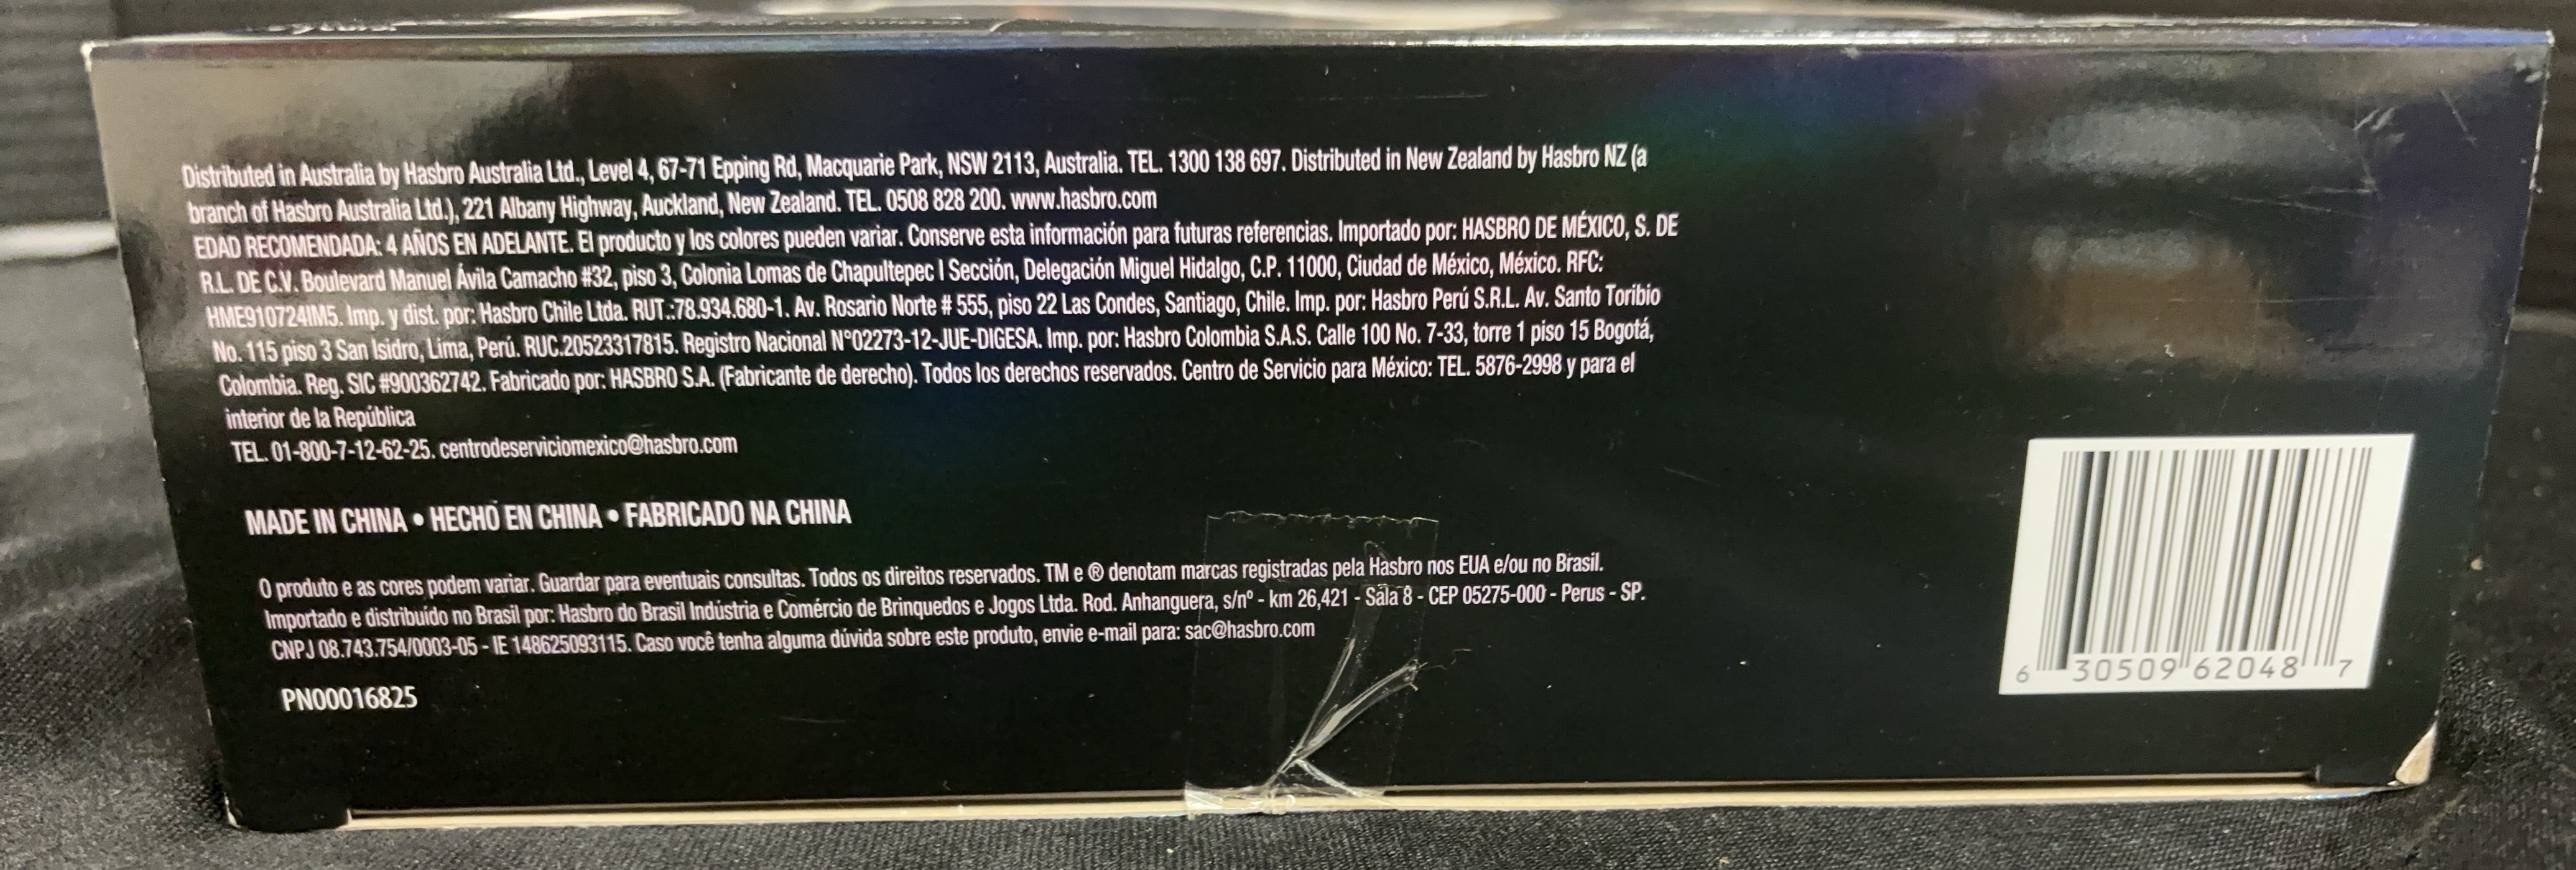 Distributed in Australia by Hasbro Australia Ltd., Level 4, 67-71 Epping Rd, Macquarie Park, NSW 2113, Australia. TEL. 1300 138 697. Distributed in New Zealand by Hasbro NZ (a
branch of Hasbro Australia Ltd.), 221 Albany Highway, Auckland, New Zealand. TEL. 0508 828 200. www.hasbro.com
EDAD RECOMENDADA: 4 AÑOS EN ADELANTE. El producto y los colores pueden variar. Conserve esta información para futuras referencias. Importado por: HASBRO DE MÉXICO, S. DE
R.L. DE C.V. Boulevard Manuel Ávila Camacho #32, piso 3, Colonia Lomas de Chapultepec I Sección, Delegación Miguel Hidalgo, C.P. 11000, Ciudad de México, México. RFC:
HME910724IM5. Imp. y dist. por: Hasbro Chile Ltda. RUT.:78.934.680-1. Av. Rosario Norte # 555, piso 22 Las Condes, Santiago, Chile. Imp. por: Hasbro Perú S.R.L. Av. Santo Toribio
No. 115 piso 3 San Isidro, Lima, Perú. RUC.20523317815. Registro Nacional N°02273-12-JUE-DIGESA. Imp. por: Hasbro Colombia S.A.S. Calle 100 No. 7-33, torre 1 piso 15 Bogotá,
Colombia. Reg. SIC #900362742. Fabricado por: HASBRO S.A. (Fabricante de derecho). Todos los derechos reservados. Centro de Servicio para México: TEL. 5876-2998 y para el
interior de la República
TEL. 01-800-7-12-62-25. centrodeserviciomexico@hasbro.com
MADE IN CHINA • HECHO EN CHINA • FABRICADO NA CHINA
O produto e as cores podem variar. Guardar para eventuais consultas. Todos os direitos reservados. TM e ® denotam marcas registradas pela Hasbro nos EUA e/ou no Brasil.
Importado e distribuído no Brasil por: Hasbro do Brasil Indústria e Comércio de Brinquedos e Jogos Ltda. Rod. Anhanguera, s/nº - km 26,421 - Sala 8 - CEP 05275-000 - Perus - SP.
CNPJ 08.743.754/0003-05 - IE 148625093115. Caso você tenha alguma dúvida sobre este produto, envie e-mail para: sac@hasbro.com
PN00016825
6 30509 62048 7